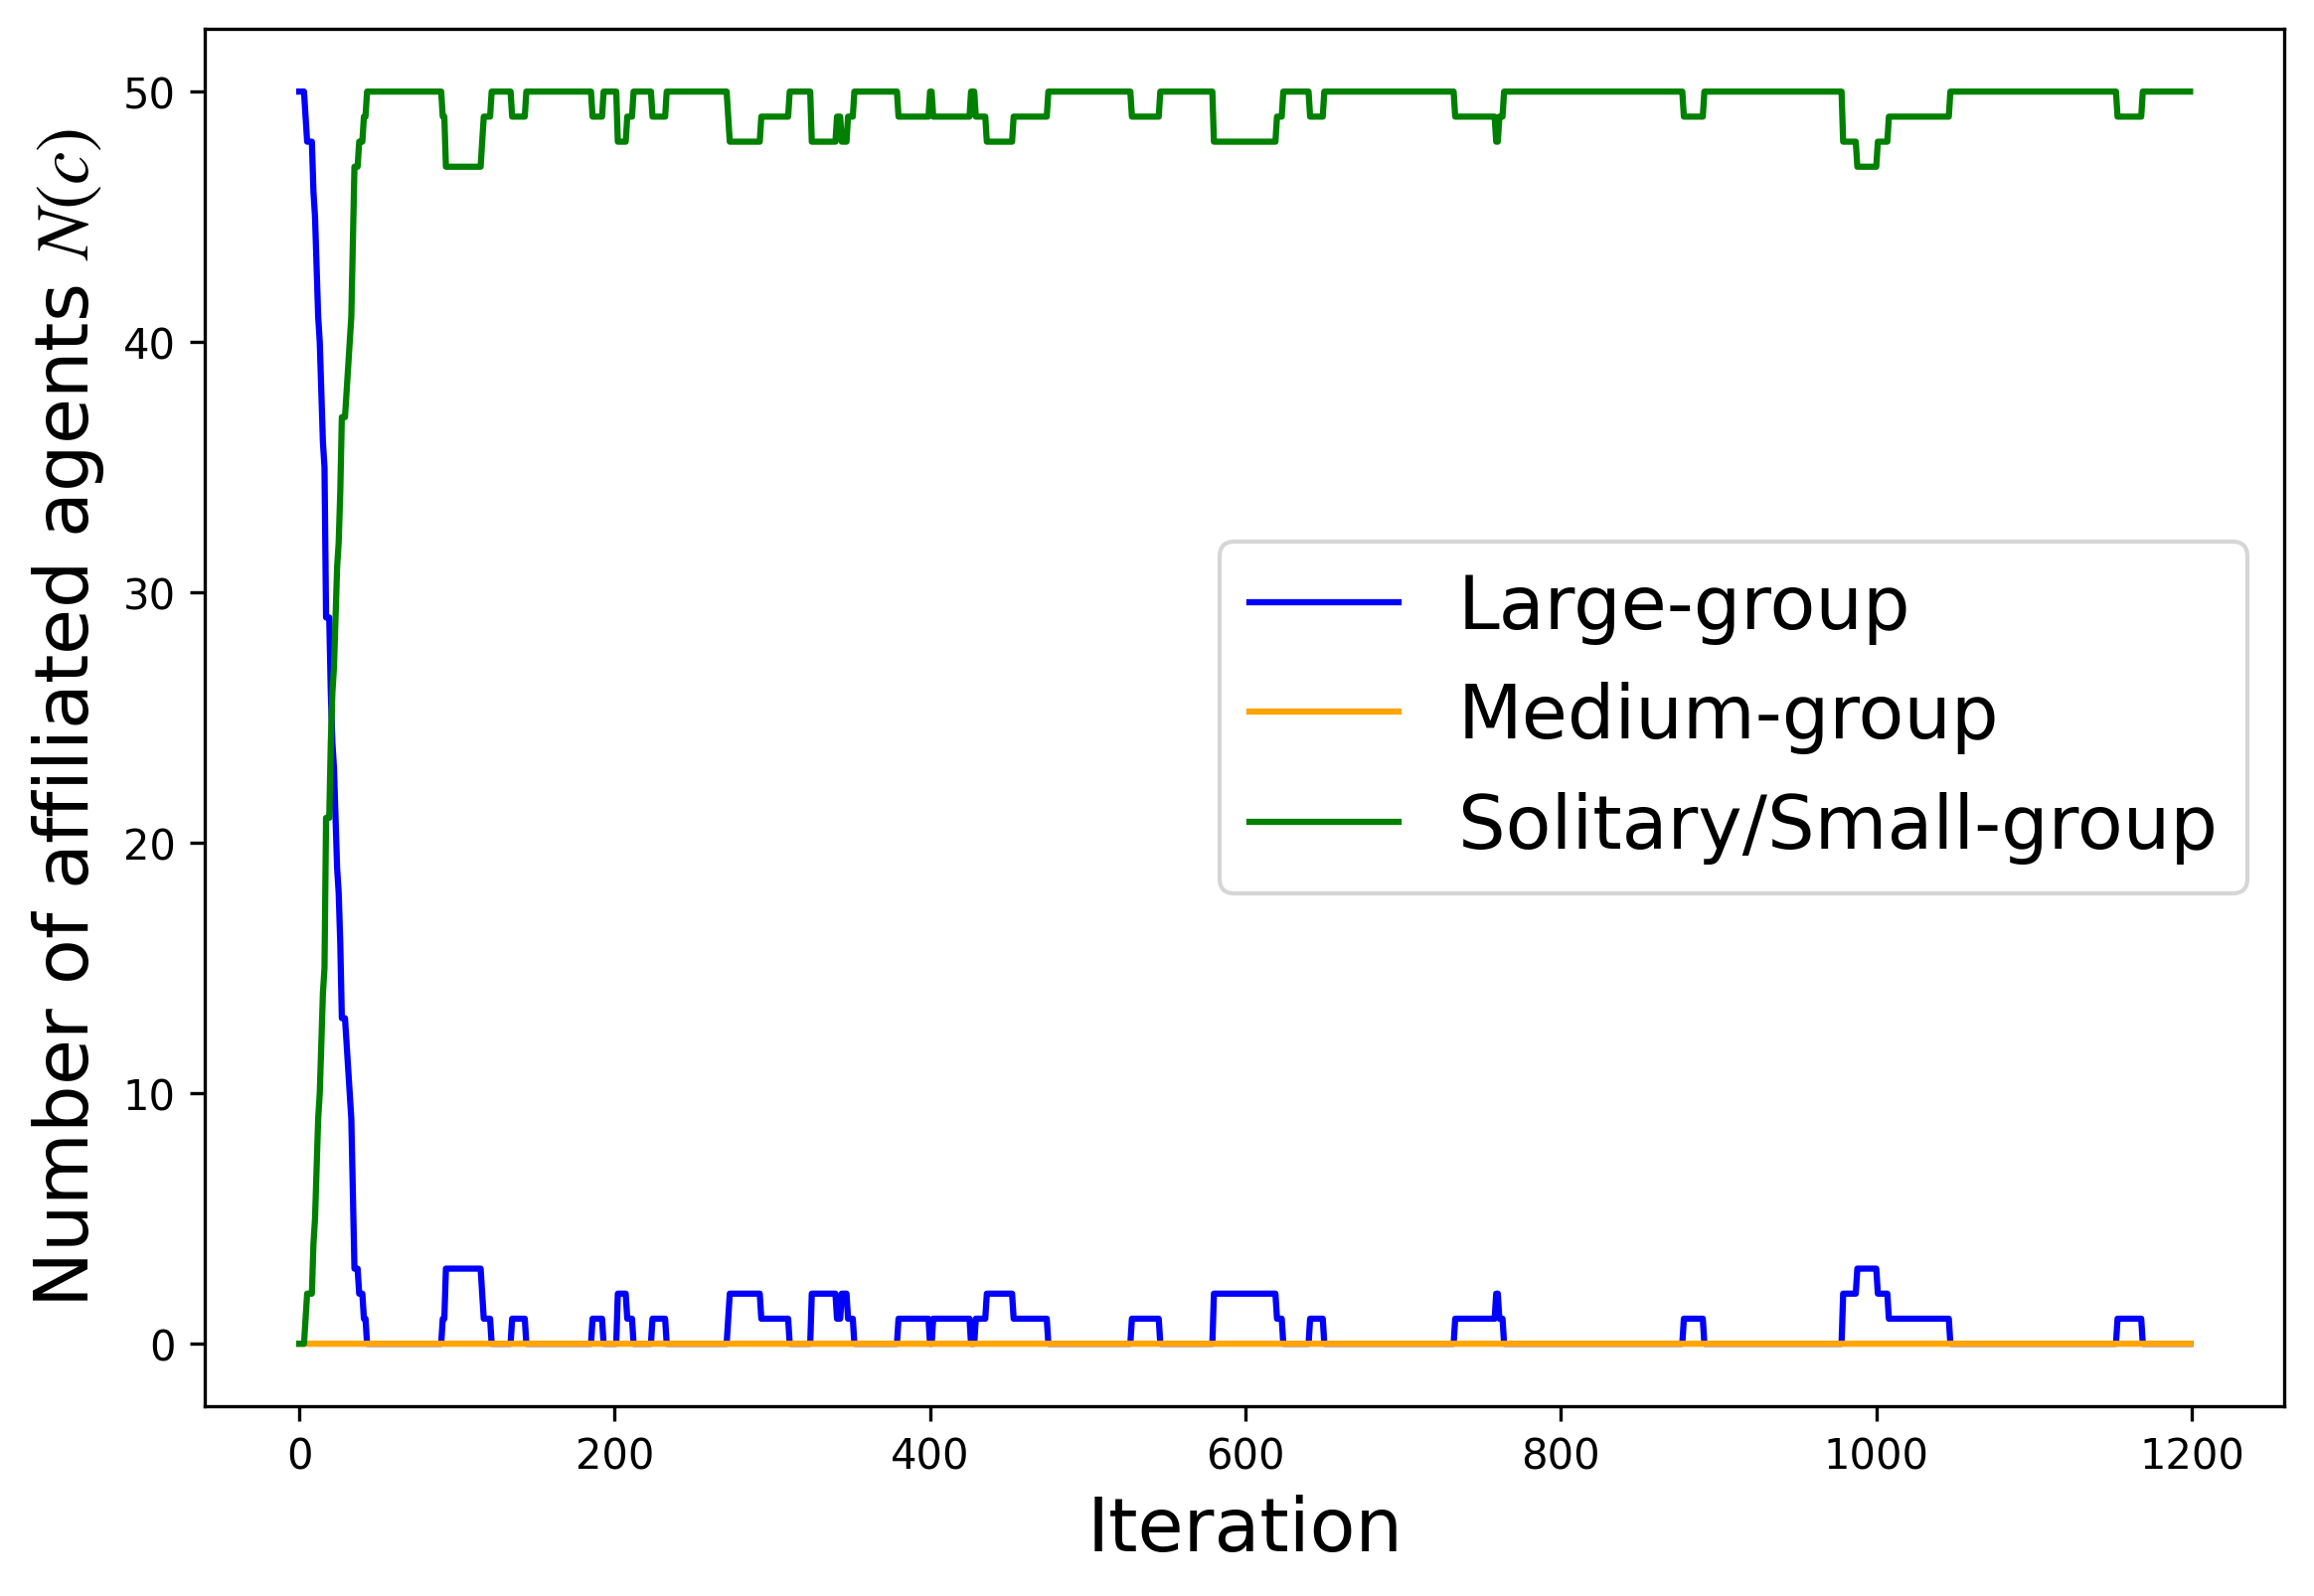 Number of affiliated agents N(c)
50
40
30
20
10
0
Large-group
Medium-group
Solitary/Small-group
0 200 400 600 800 1000 1200
Iteration